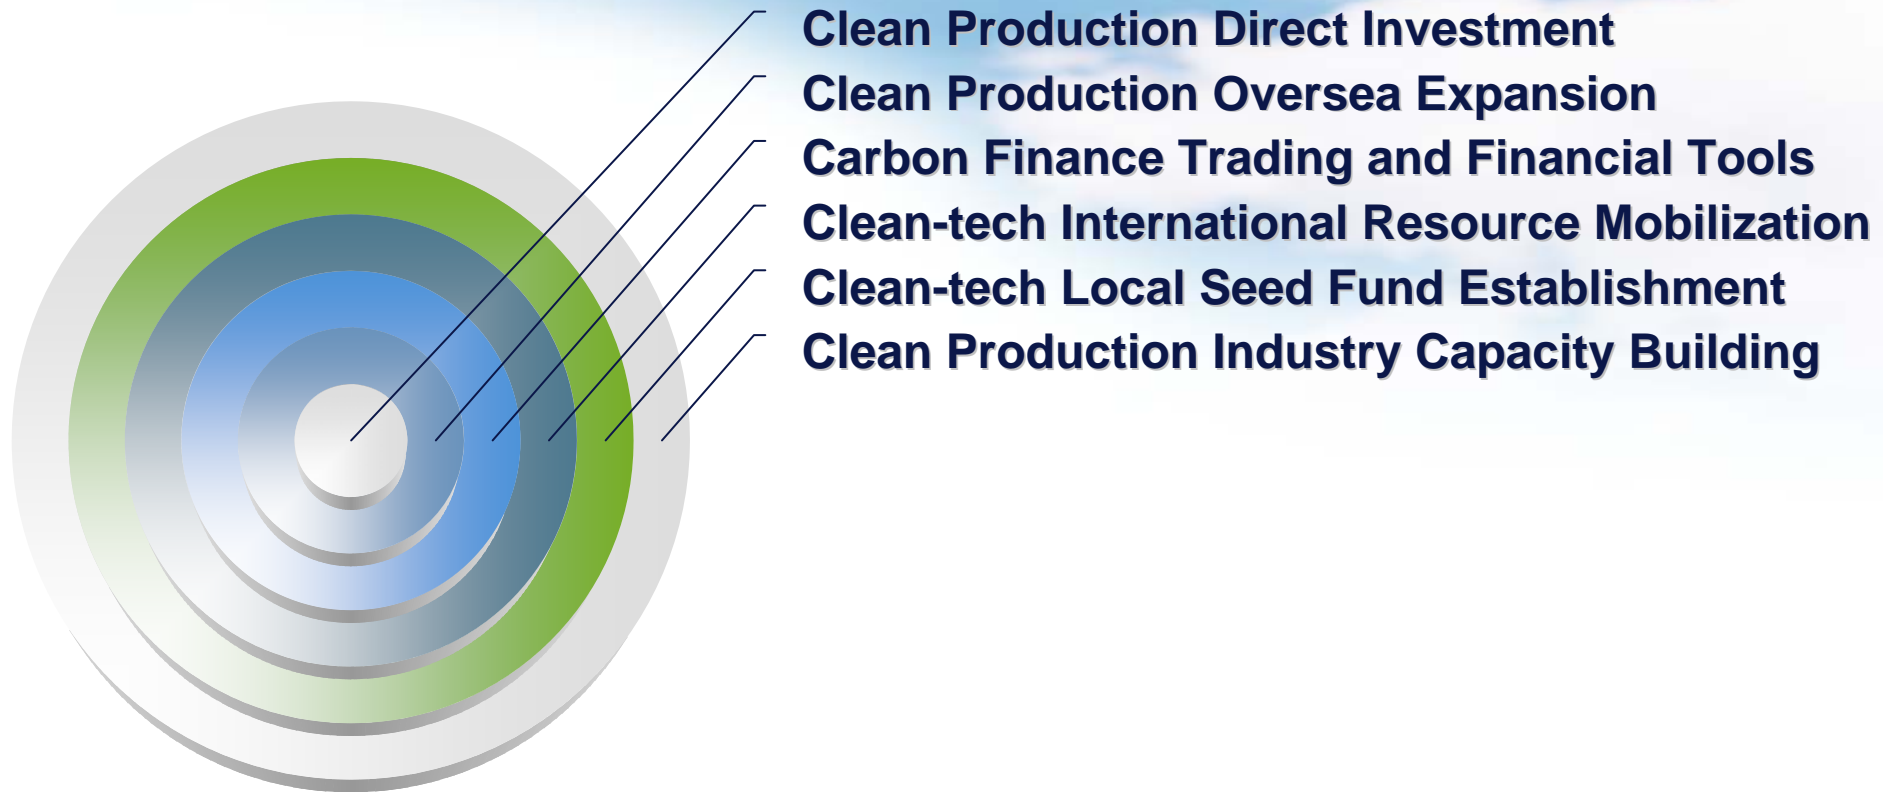 Clean Production Direct Investment
Clean Production Oversea Expansion
Carbon Finance Trading and Financial Tools
Clean-tech International Resource Mobilization
Clean-tech Local Seed Fund Establishment
Clean Production Industry Capacity Building